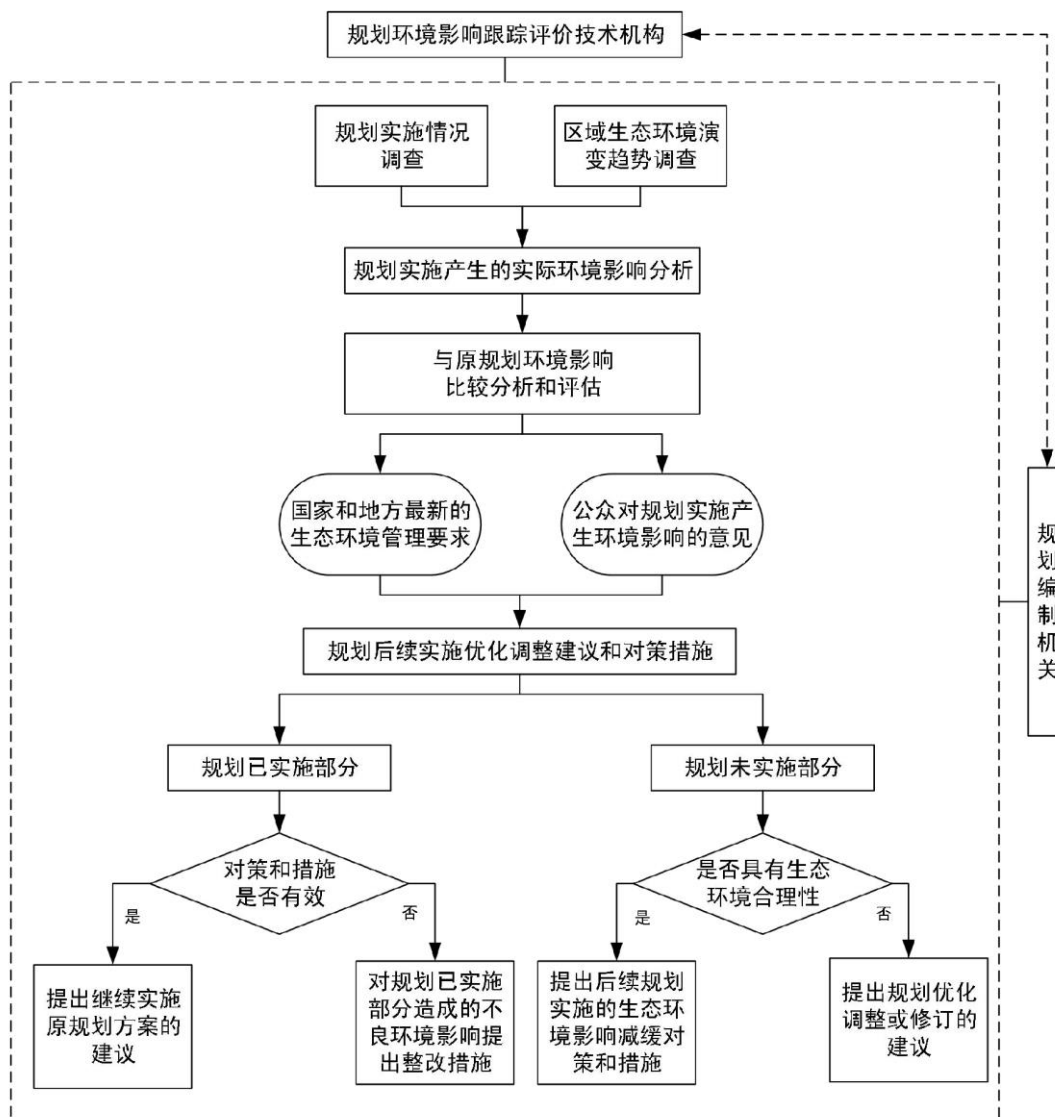 规划环境影响跟踪评价技术机构
规划实施情况
调查
区域生态环境演
变趋势调查
规划实施产生的实际环境影响分析
与原规划环境影响
比较分析和评估
国家和地方最新的
生态环境管理要求
公众对规划实施产
生环境影响的意见
规划后续实施优化调整建议和对策措施
规划已实施部分
规划未实施部分
对策和措施
是否有效
是否具有生态
环境合理性
是
否
是
否
提出继续实施
原规划方案的
建议
对规划已实施
部分造成的不
良环境影响提
出整改措施
提出后续规划
实施的生态环
境影响减缓对
策和措施
提出规划优化
调整或修订的
建议
规
划
编
制
机
关